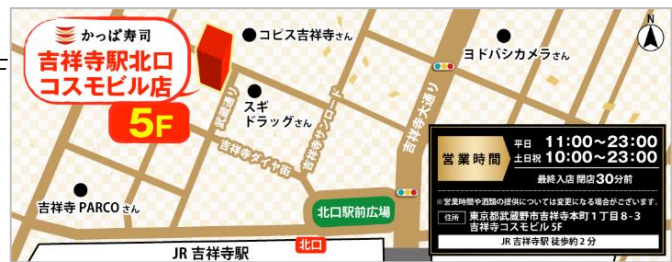 かっぱ寿司
吉祥寺駅北口
コスモビル店
5F
コピス吉祥寺さん
ヨドバシカメラさん
N
スギ
ドラッグさん
武蔵通り
吉祥寺サンロード
吉祥寺大通り
吉祥寺ダイヤ街
吉祥寺 PARCOさん
北口駅前広場
北口
JR 吉祥寺駅
営業時間
平日 11:00〜23:00
土日祝 10:00〜23:00
最終入店 閉店30分前
※営業時間や酒類の提供については変更になる場合がございます。
住所 東京都武蔵野市吉祥寺本町1丁目8-3
吉祥寺コスモビル 5F
JR 吉祥寺駅 徒歩約2分